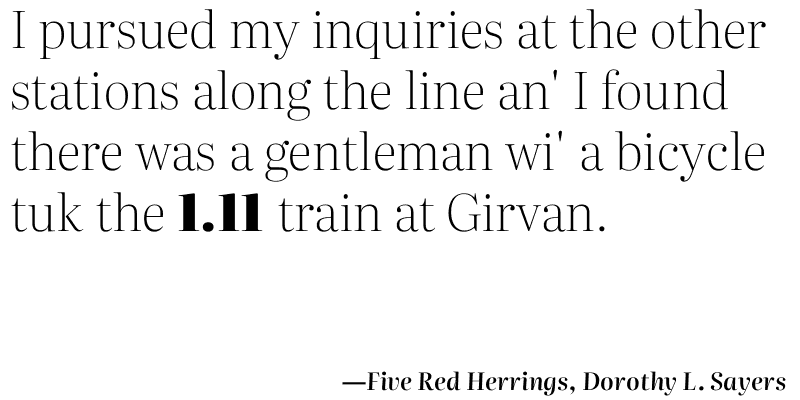 I pursued my inquiries at the other
stations along the line an' I found
there was a gentleman wi' a bicycle
tuk the 1.11 train at Girvan.
—Five Red Herrings, Dorothy L. Sayers